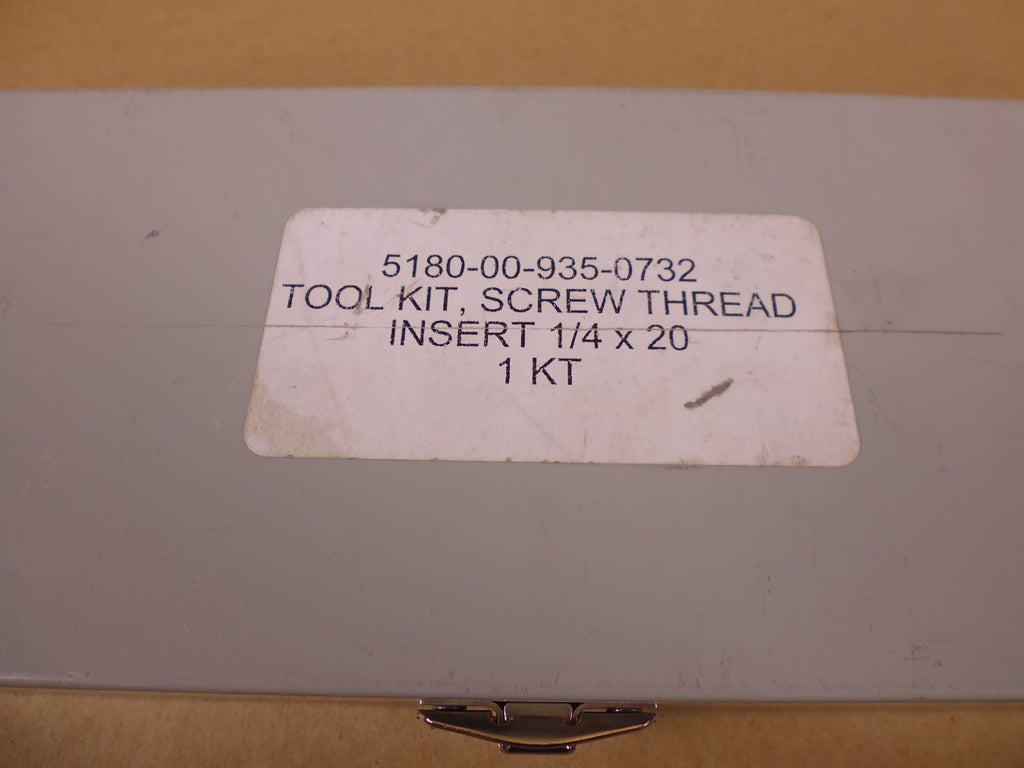 5180-00-935-0732
TOOL KIT, SCREW THREAD
INSERT 1/4 x 20
1 KT